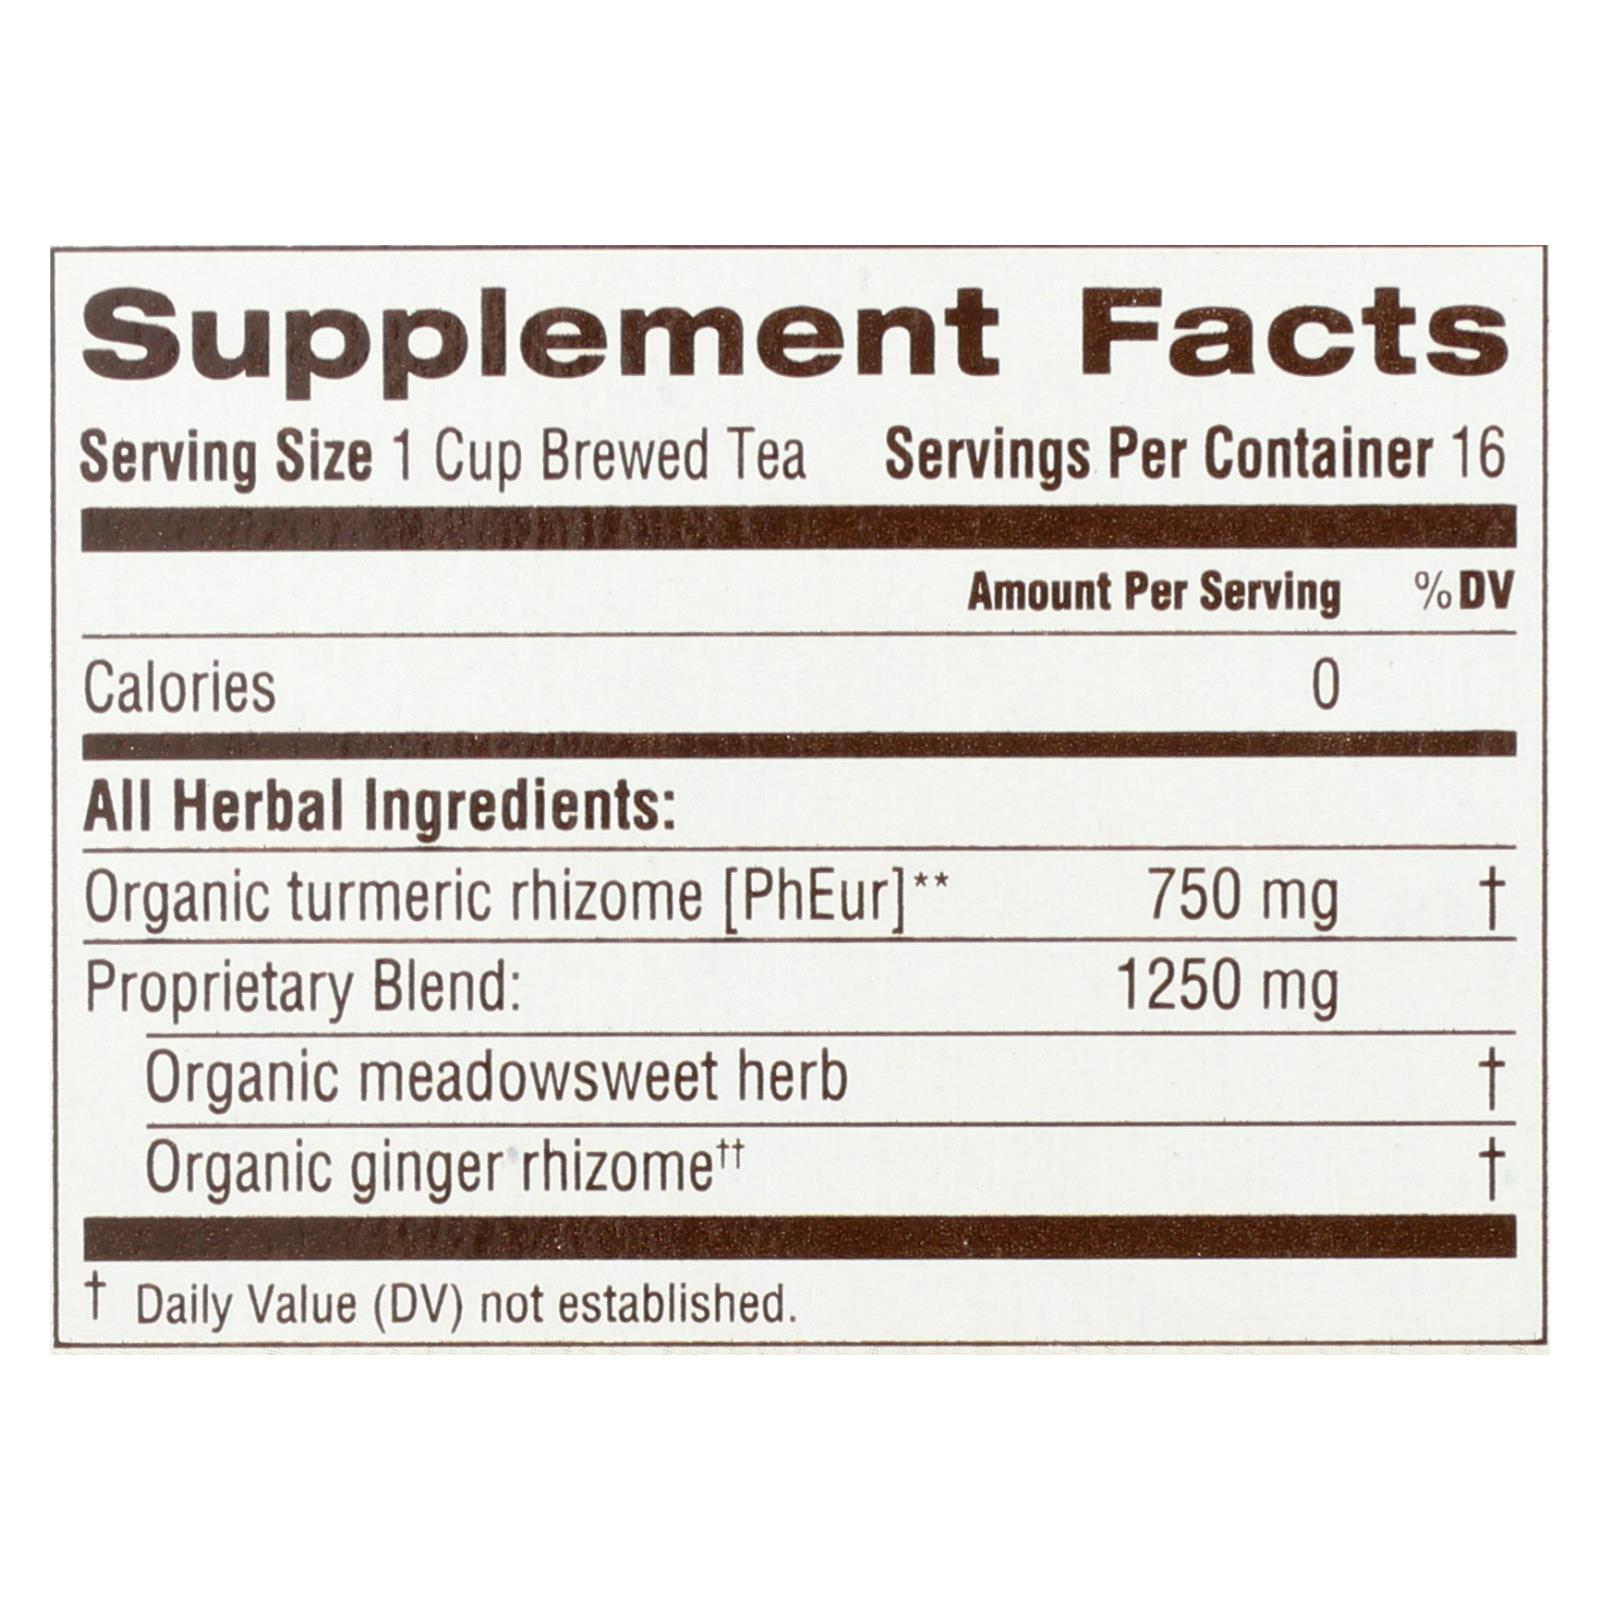 Supplement Facts
Serving Size 1 Cup Brewed Tea Servings Per Container 16
Amount Per Serving % DV
Calories 0
All Herbal Ingredients:
Organic turmeric rhizome [PhEur]** 750 mg †
Proprietary Blend: 1250 mg
Organic meadowsweet herb †
Organic ginger rhizome†† †
† Daily Value (DV) not established.